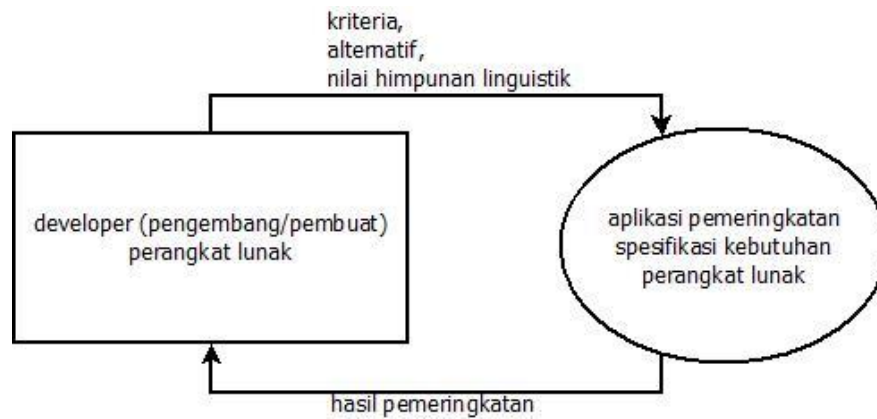 kriteria,
alternatif,
nilai himpunan linguistik
developer (pengembang/pembuat)
perangkat lunak
aplikasi pemeringkatan
spesifikasi kebutuhan
perangkat lunak
hasil pemeringkatan